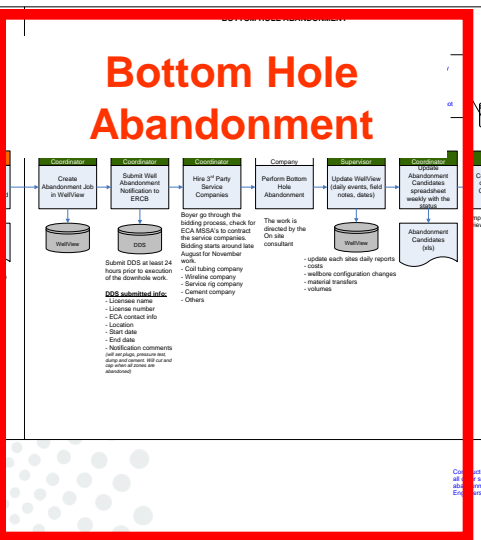 BOTTOM HOLE ABANDONMENT
Bottom Hole
Abandonment
Coordinator
Create
Abandonment Job
in WellView
WellView
Coordinator
Submit Well
Abandonment
Notification to
ERCB
DDS
Submit DDS at least 24
hours prior to execution
of the downhole work.
DDS submitted info:
- Licensee name
- License number
- ECA contact info
- Location
- Start date
- End date
- Notification comments
(will set plugs, pressure test,
dump and cement. Will cut and
cap when all zones are
abandoned)
Coordinator
Hire 3rd Party
Service
Companies
Boyer go through the
bidding process, check for
ECA MSSA's to contract
the service companies.
Bidding starts around late
August for November
work.
- Coil tubing company
- Wireline company
- Service rig company
- Cement company
- Others
Company
Perform Bottom
Hole
Abandonment
The work is
directed by the
On site
consultant
Supervisor
Update WellView
(daily events, field
notes, dates)
WellView
- update each sites daily reports
- costs
- wellbore configuration changes
- material transfers
- volumes
Coordinator
Update
Abandonment
Candidates
spreadsheet
weekly with the
status
Abandonment
Candidates
(xls)